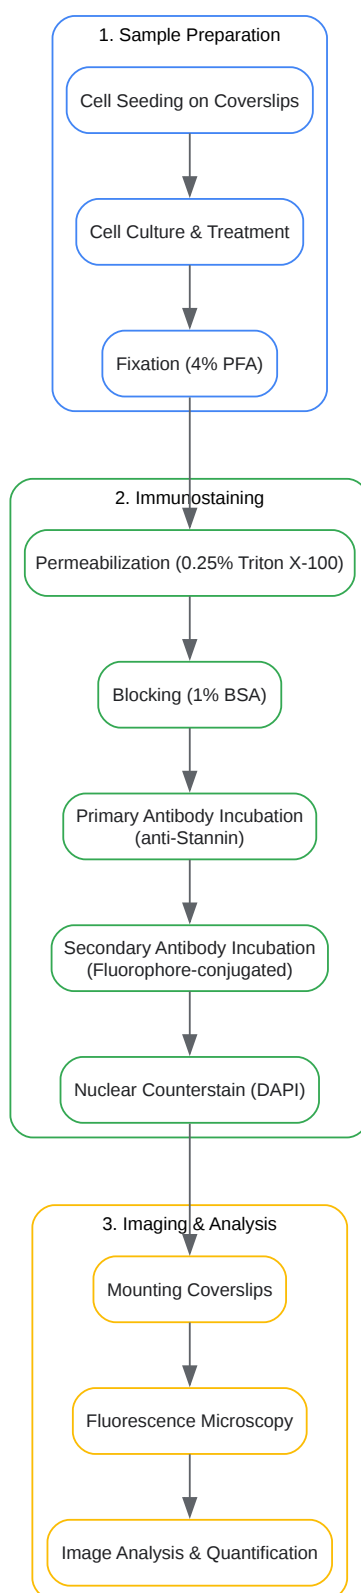 1. Sample Preparation
Cell Seeding on Coverslips
Cell Culture & Treatment
Fixation (4% PFA)
2. Immunostaining
Permeabilization (0.25% Triton X-100)
Blocking (1% BSA)
Primary Antibody Incubation
(anti-Stannin)
Secondary Antibody Incubation
(Fluorophore-conjugated)
Nuclear Counterstain (DAPI)
3. Imaging & Analysis
Mounting Coverslips
Fluorescence Microscopy
Image Analysis & Quantification